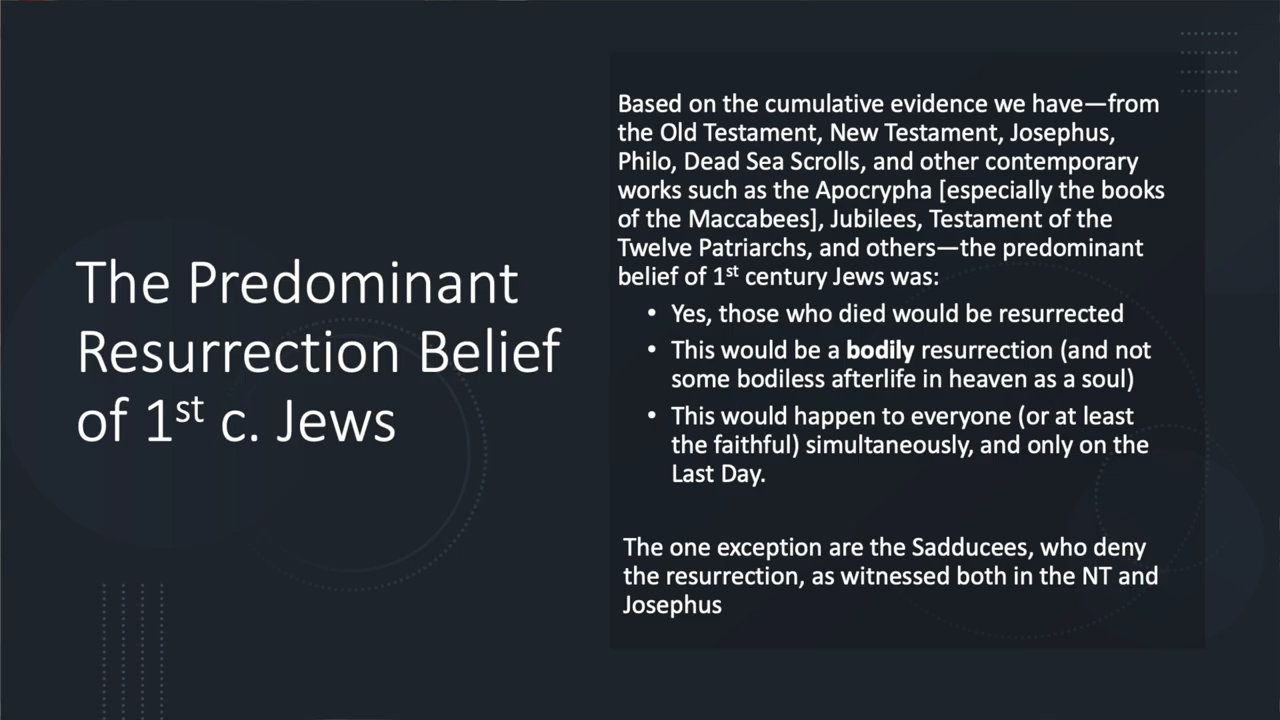 The Predominant
Resurrection Belief
of 1st c. Jews
Based on the cumulative evidence we have—from
the Old Testament, New Testament, Josephus,
Philo, Dead Sea Scrolls, and other contemporary
works such as the Apocrypha [especially the books
of the Maccabees], Jubilees, Testament of the
Twelve Patriarchs, and others—the predominant
belief of 1st century Jews was:
• Yes, those who died would be resurrected
• This would be a bodily resurrection (and not
some bodiless afterlife in heaven as a soul)
• This would happen to everyone (or at least
the faithful) simultaneously, and only on the
Last Day.
The one exception are the Sadducees, who deny
the resurrection, as witnessed both in the NT and
Josephus